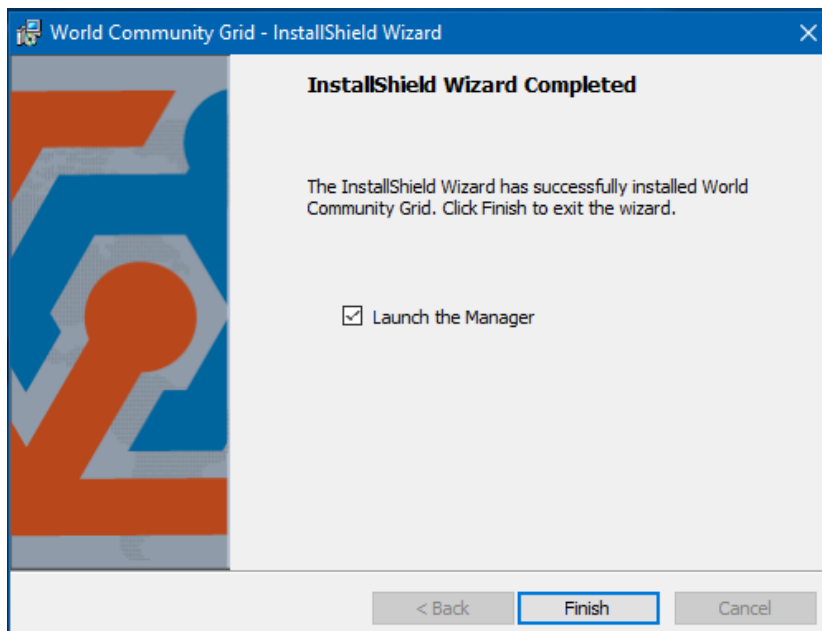 World Community Grid - InstallShield Wizard
InstallShield Wizard Completed
The InstallShield Wizard has successfully installed World
Community Grid. Click Finish to exit the wizard.
Launch the Manager
< Back
Finish
Cancel